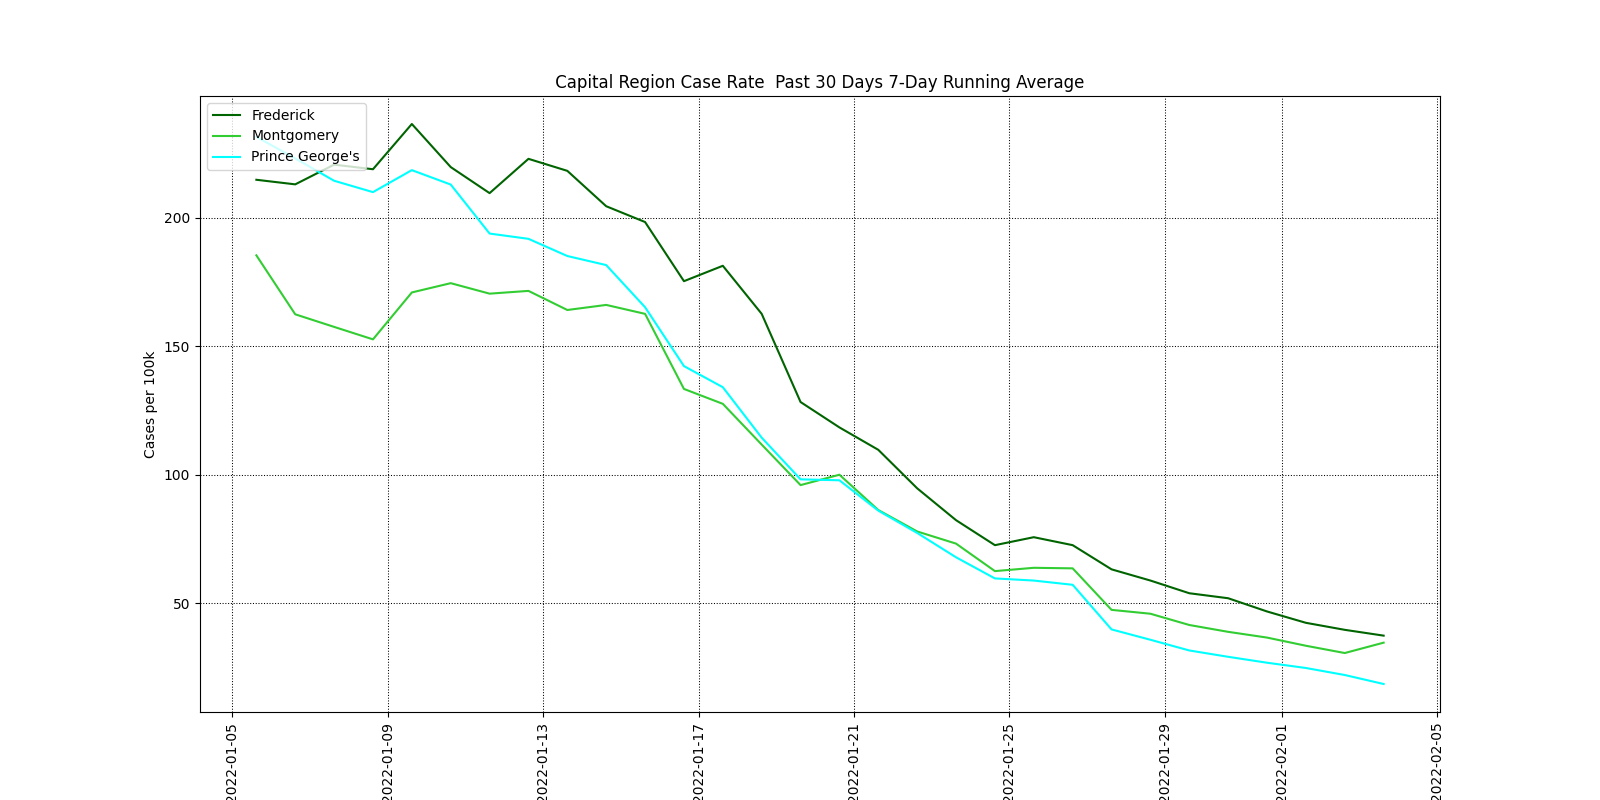 Capital Region Case Rate  Past 30 Days 7-Day Running Average
Frederick
Montgomery
Prince George's
Cases per 100k
200
150
100
50
2022-01-05
2022-01-09
2022-01-13
2022-01-17
2022-01-21
2022-01-25
2022-01-29
2022-02-01
2022-02-05